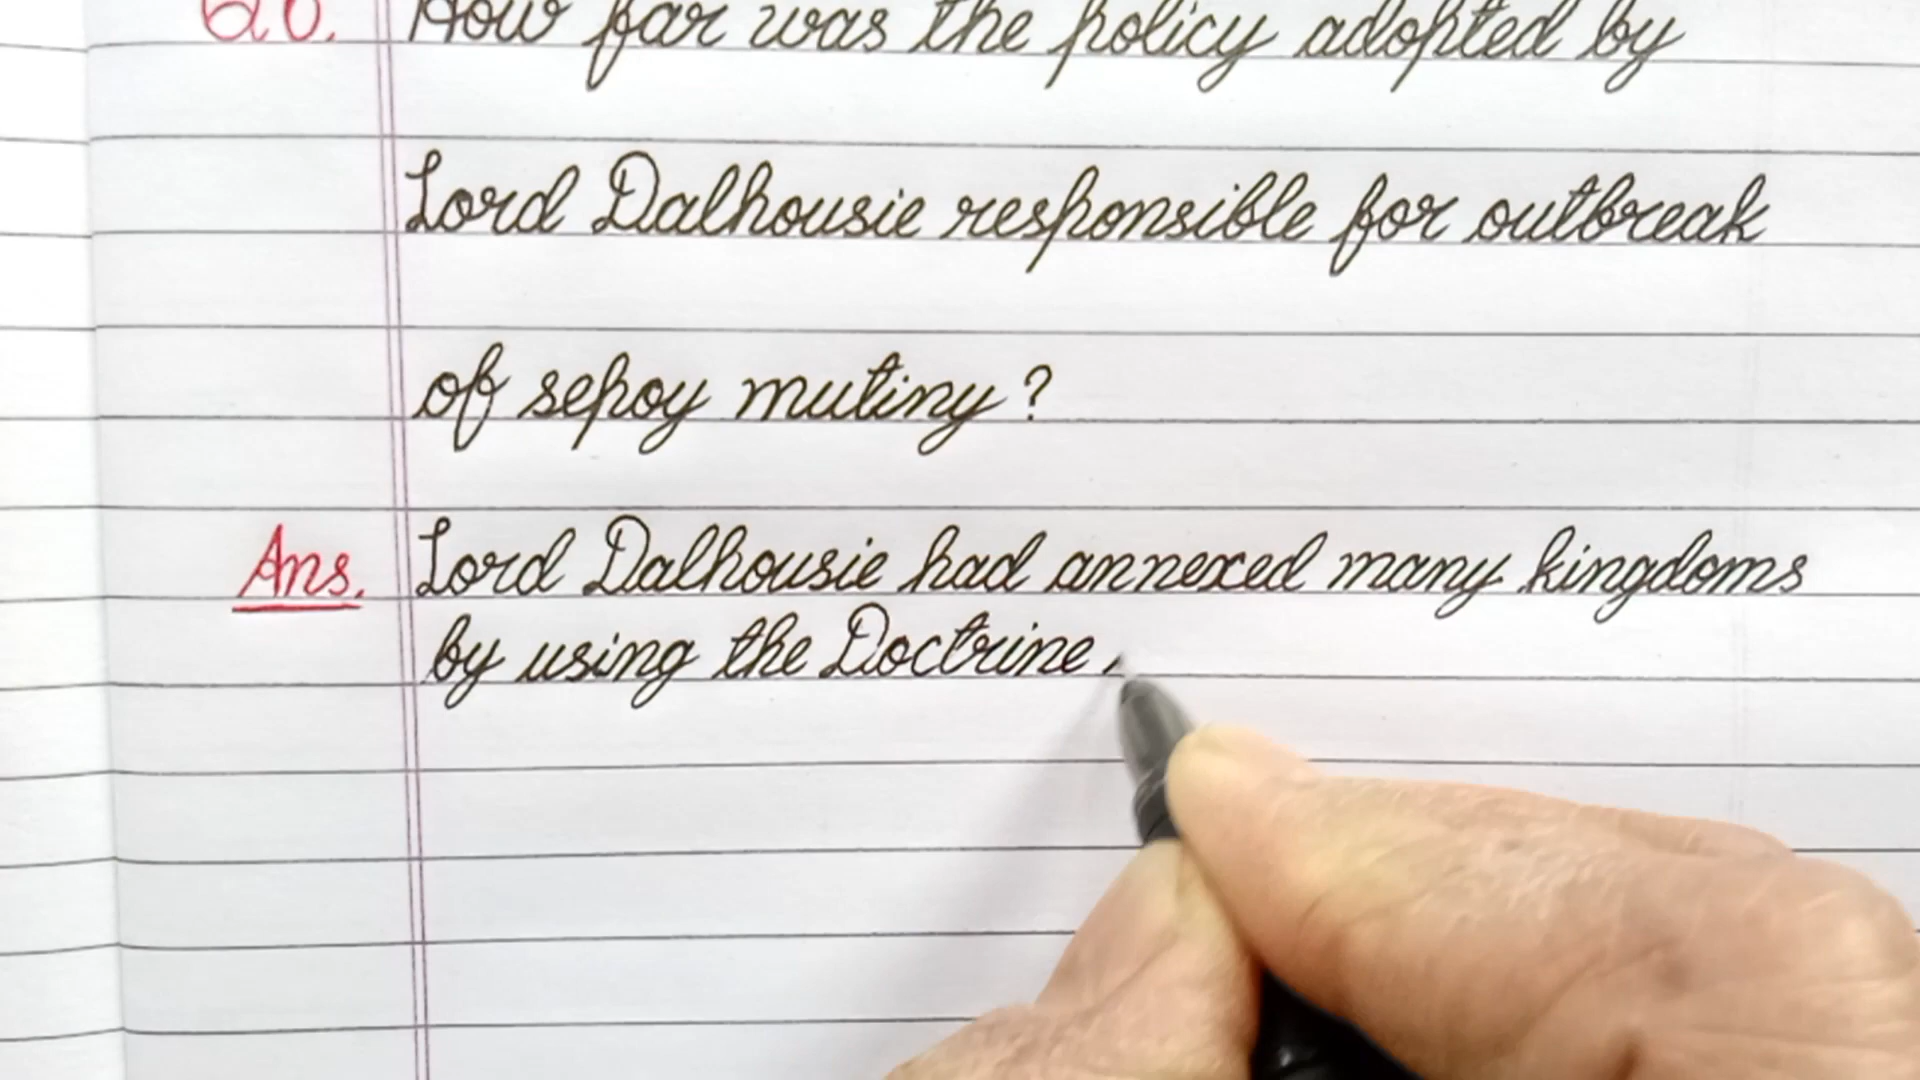 How far was the policy adopted by
Lord Dalhousie responsible for outbreak
of sepoy mutiny?
Ans. Lord Dalhousie had annexed many kingdoms
by using the Doctrine